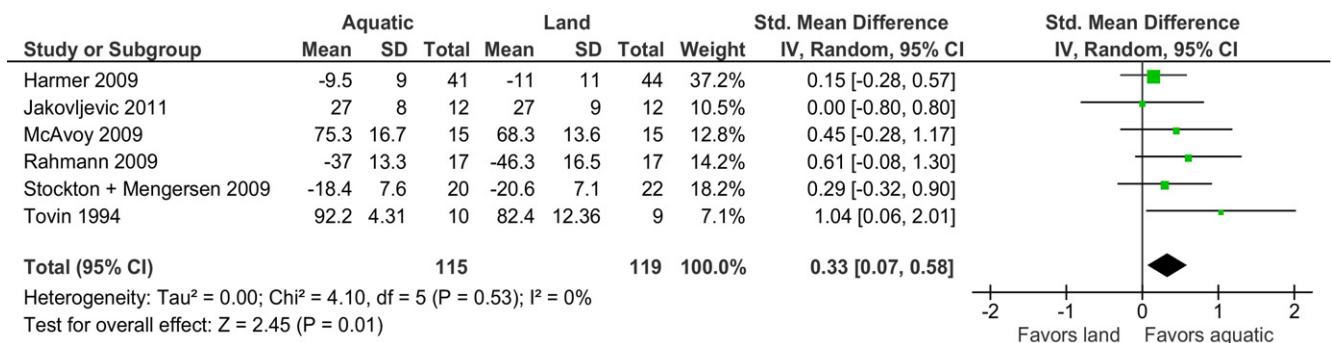 Aquatic Land Std. Mean Difference Std. Mean Difference
Study or Subgroup Mean SD Total Mean SD Total Weight IV, Random, 95% CI IV, Random, 95% CI
Harmer 2009 -9.5 9 41 -11 11 44 37.2% 0.15 [-0.28, 0.57]
Jakovljevic 2011 27 8 12 27 9 12 10.5% 0.00 [-0.80, 0.80]
McAvoy 2009 75.3 16.7 15 68.3 13.6 15 12.8% 0.45 [-0.28, 1.17]
Rahmann 2009 -37 13.3 17 -46.3 16.5 17 14.2% 0.61 [-0.08, 1.30]
Stockton + Mengersen 2009 -18.4 7.6 20 -20.6 7.1 22 18.2% 0.29 [-0.32, 0.90]
Tovin 1994 92.2 4.31 10 82.4 12.36 9 7.1% 1.04 [0.06, 2.01]
Total (95% CI) 115 119 100.0% 0.33 [0.07, 0.58]
Heterogeneity: Tau² = 0.00; Chi² = 4.10, df = 5 (P = 0.53); I² = 0%
Test for overall effect: Z = 2.45 (P = 0.01)
-2 -1 0 1 2
Favors land Favors aquatic